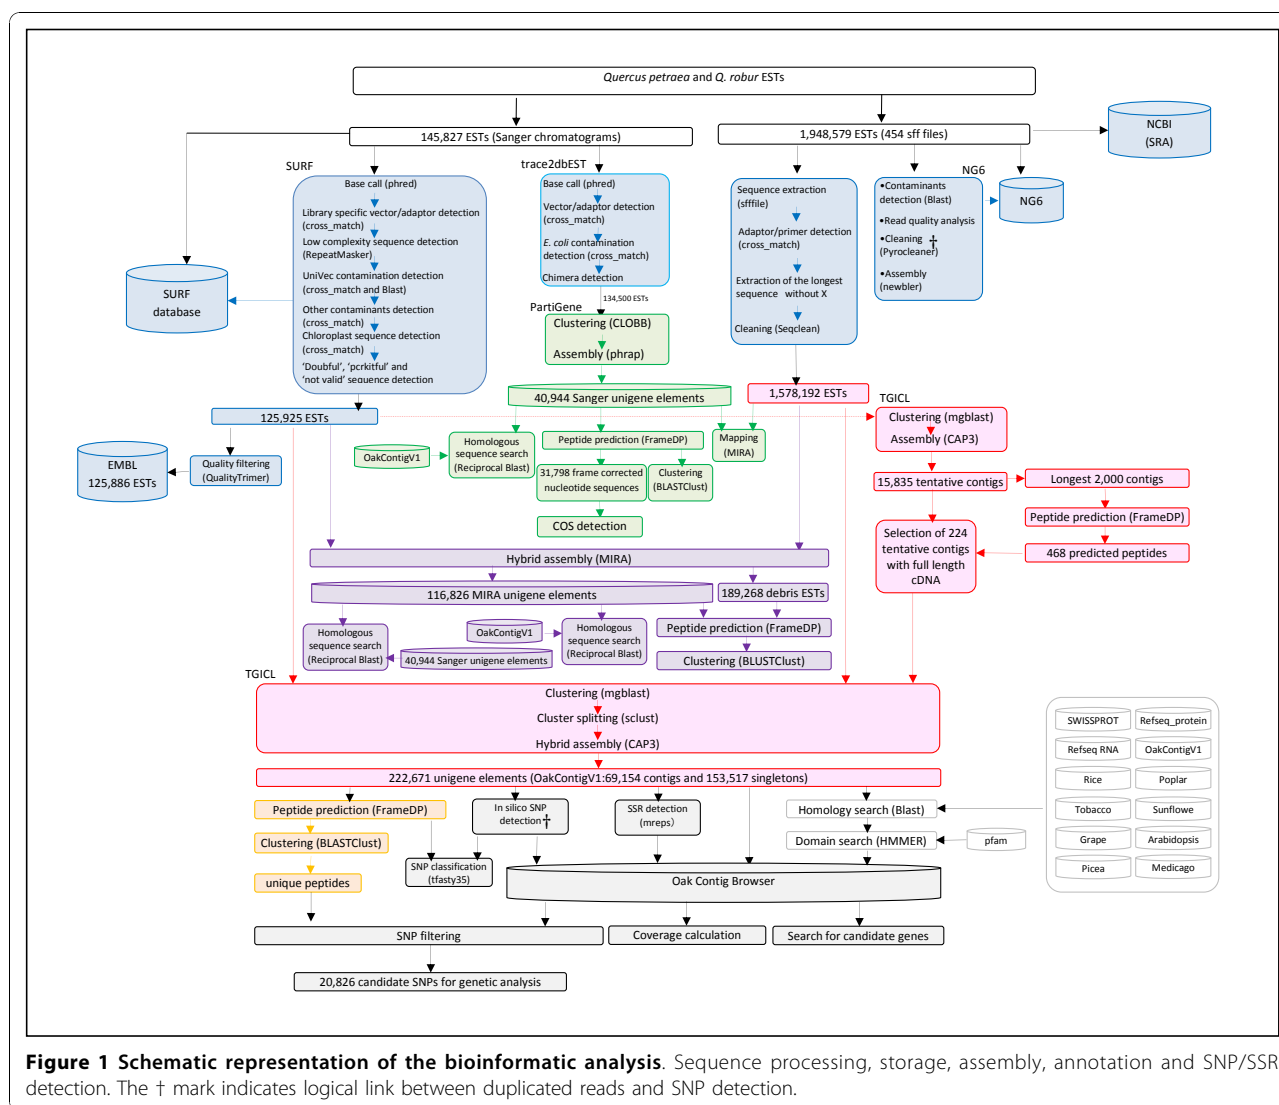 Quercus petraea and Q. robur ESTs
145,827 ESTs (Sanger chromatograms)
1,948,579 ESTs (454 sff files)
NCBI
(SRA)
SURF
Base call (phred)
Library specific vector/adaptor detection
(cross_match)
Low complexity sequence detection
(RepeatMasker)
UniVec contamination detection
(cross_match and Blast)
Other contaminants detection
(cross_match)
Chloroplast sequence detection
(cross_match)
‘Doubful’, ‘pcrkitful’ and
‘not valid’ sequence detection
trace2dbEST
Base call (phred)
Vector/adaptor detection
(cross_match)
E. coli contamination
detection (cross_match)
Chimera detection
134,500 ESTs
Sequence extraction
(sfffile)
Adaptor/primer detection
(cross_match)
Extraction of the longest
sequence without X
Cleaning (Seqclean)
NG6
•Contaminants
detection (Blast)
•Read quality analysis
•Cleaning †
(Pyrocleaner)
•Assembly
(newbler)
NG6
SURF
database
PartiGene
Clustering (CLOBB)
Assembly (phrap)
40,944 Sanger unigene elements
1,578,192 ESTs
125,925 ESTs
TGICL
Clustering (mgblast)
Assembly (CAP3)
EMBL
125,886 ESTs
Quality filtering
(QualityTrimer)
OakContigV1
Homologous
sequence search
(Reciprocal Blast)
Peptide prediction (FrameDP)
31,798 frame corrected
nucleotide sequences
Clustering
(BLASTClust)
Mapping
(MIRA)
COS detection
15,835 tentative contigs
Longest 2,000 contigs
Peptide prediction (FrameDP)
468 predicted peptides
Selection of 224
tentative contigs
with full length
cDNA
Hybrid assembly (MIRA)
116,826 MIRA unigene elements
189,268 debris ESTs
Homologous
sequence search
(Reciprocal Blast)
40,944 Sanger unigene elements
OakContigV1
Homologous
sequence search
(Reciprocal Blast)
Peptide prediction (FrameDP)
Clustering (BLUSTClust)
TGICL
Clustering (mgblast)
Cluster splitting (sclust)
Hybrid assembly (CAP3)
222,671 unigene elements (OakContigV1:69,154 contigs and 153,517 singletons)
Peptide prediction (FrameDP)
Clustering (BLASTClust)
unique peptides
In silico SNP
detection †
SNP classification
(tfasty35)
SSR detection
(mreps)
Homology search (Blast)
Domain search (HMMER)
pfam
SWISSPROT
Refseq_protein
Refseq RNA
OakContigV1
Rice
Poplar
Tobacco
Sunflowe
Grape
Arabidopsis
Picea
Medicago
Oak Contig Browser
SNP filtering
Coverage calculation
Search for candidate genes
20,826 candidate SNPs for genetic analysis
Figure 1 Schematic representation of the bioinformatic analysis. Sequence processing, storage, assembly, annotation and SNP/SSR
detection. The † mark indicates logical link between duplicated reads and SNP detection.